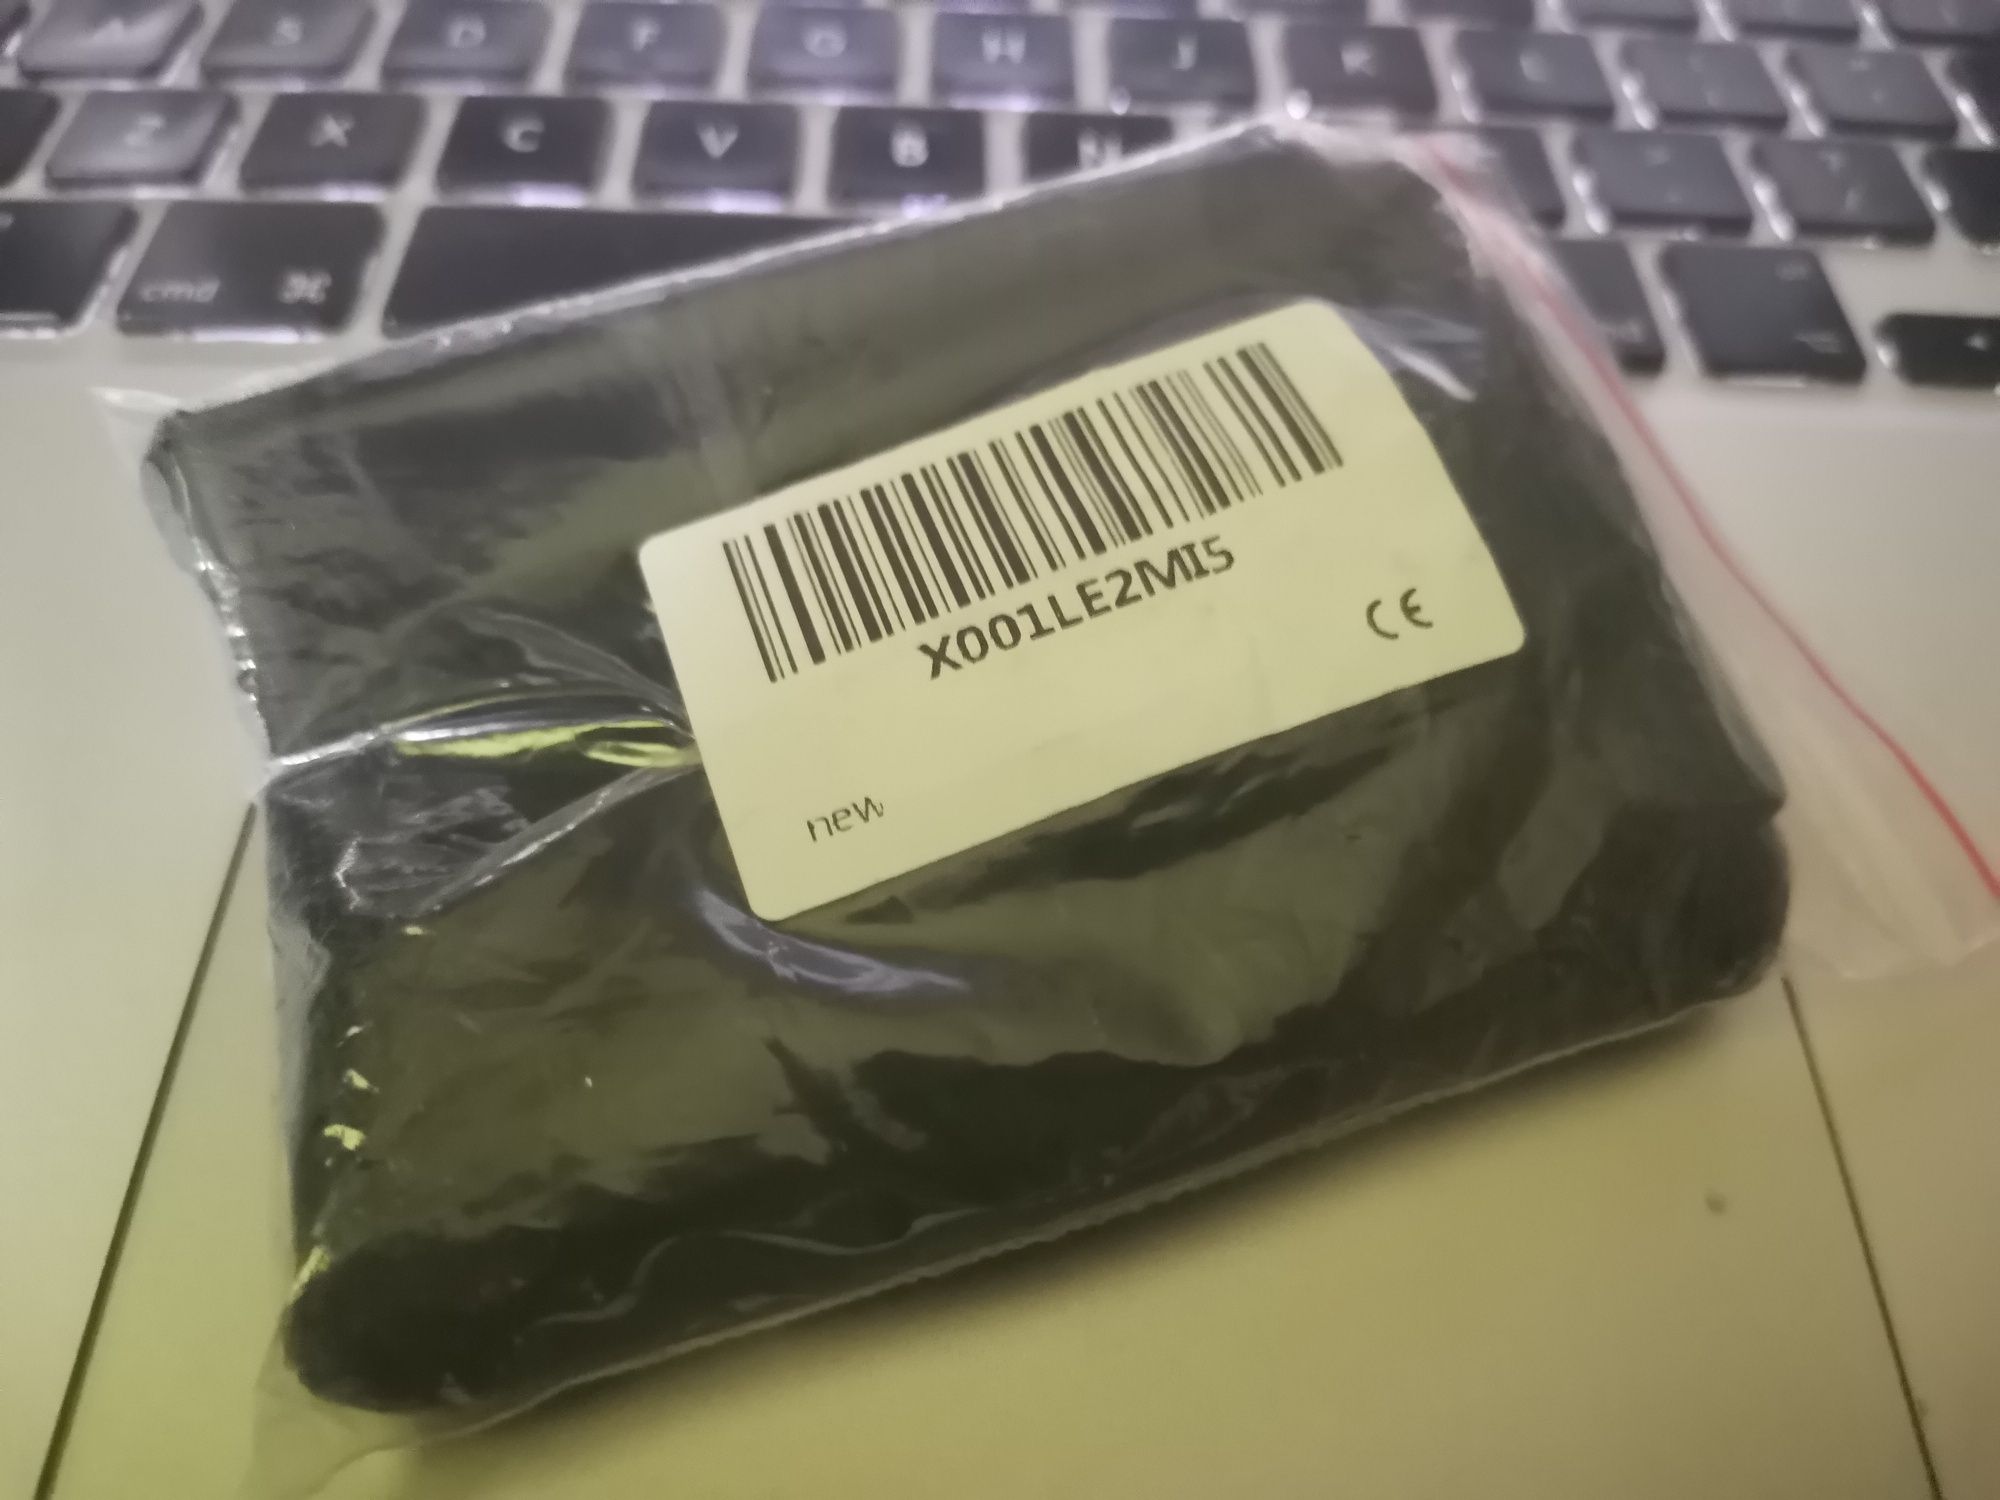 A S D F G H J K L
Z X C V B N
cmd ⌘
X001LE2MI5
CE
new